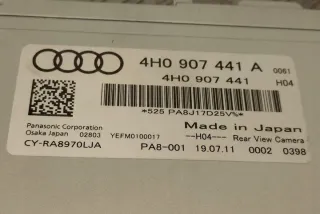 4H0 907 441 A 0061
4H0 907 441 H04
*525 PA8J17D25V%*
Panasonic Corporation
Osaka Japan 02803 YEFM0100017
Made in Japan
--H04--- Rear View Camera
CY-RA8970LJA PA8-001 19.07.11 0002 0398